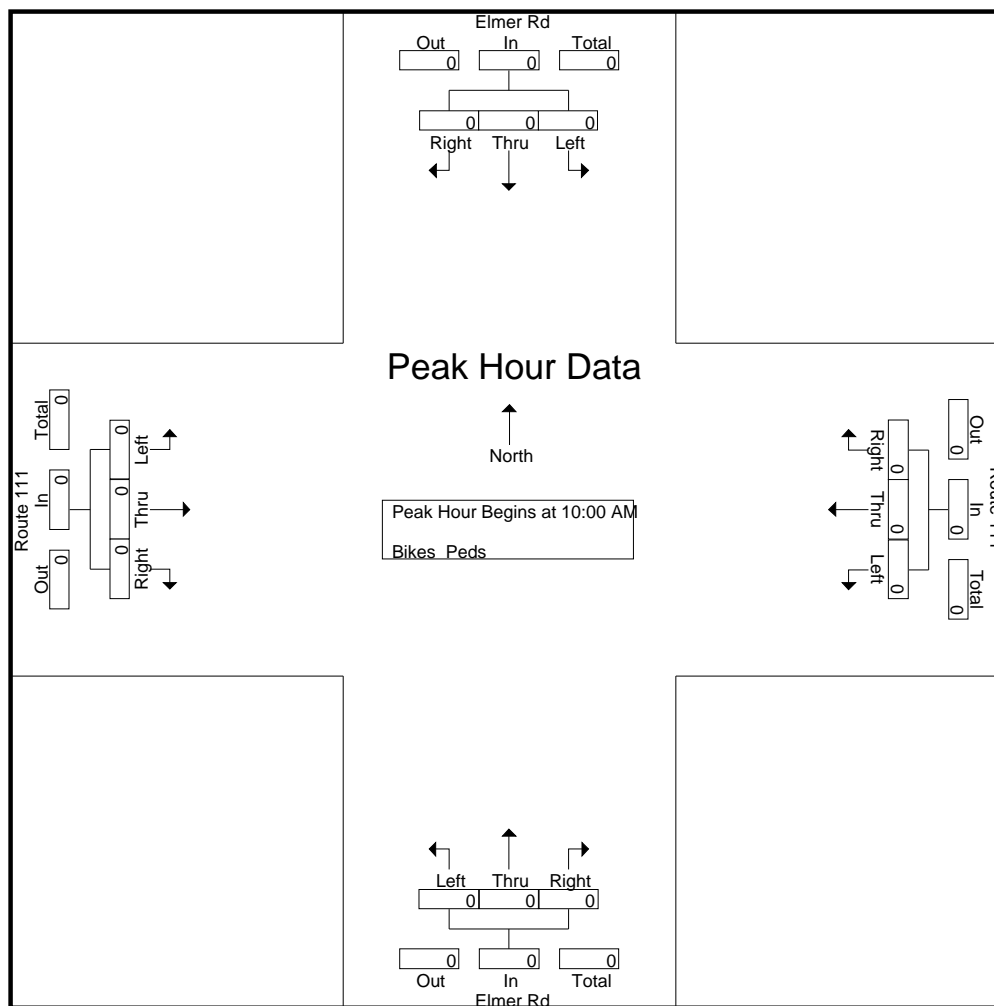 Elmer Rd
Out In Total
0 0 0
0 0 0
Right Thru Left
Peak Hour Data
North
Peak Hour Begins at 10:00 AM
Bikes Peds
Route 111
Total In Out
0 0 0
0 0 0
Left Thru Right
Right Thru Left
0 0 0
0 0 0
Out In Total
Left Thru Right
0 0 0
0 0 0
Out In Total
Elmer Rd